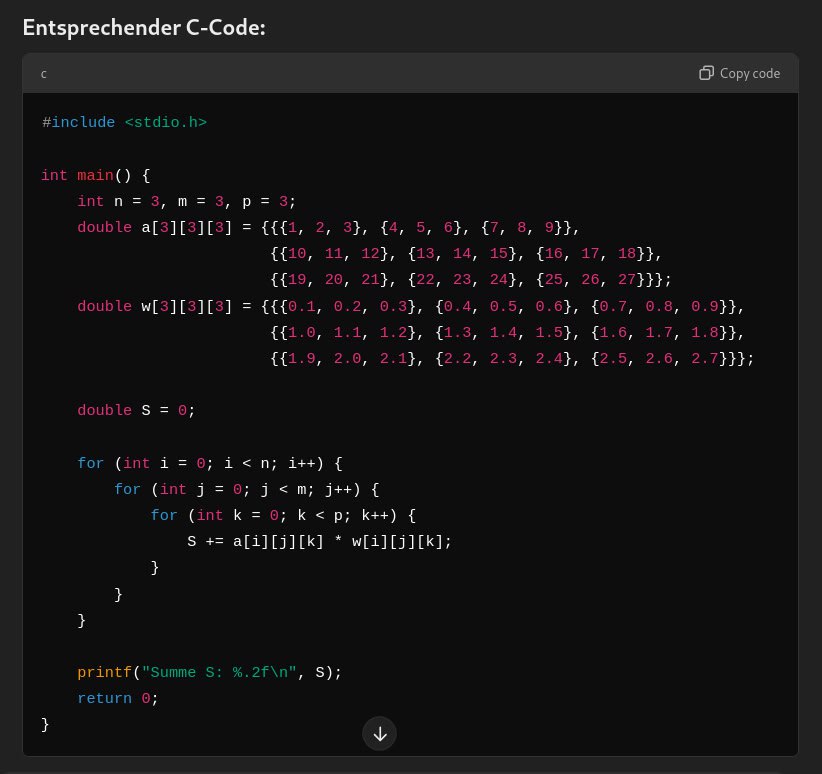 Entsprechender C-Code:
c
Copy code
#include <stdio.h>
int main() {
    int n = 3, m = 3, p = 3;
    double a[3][3][3] = {{{1, 2, 3}, {4, 5, 6}, {7, 8, 9}},
                         {{10, 11, 12}, {13, 14, 15}, {16, 17, 18}},
                         {{19, 20, 21}, {22, 23, 24}, {25, 26, 27}}};
    double w[3][3][3] = {{{0.1, 0.2, 0.3}, {0.4, 0.5, 0.6}, {0.7, 0.8, 0.9}},
                         {{1.0, 1.1, 1.2}, {1.3, 1.4, 1.5}, {1.6, 1.7, 1.8}},
                         {{1.9, 2.0, 2.1}, {2.2, 2.3, 2.4}, {2.5, 2.6, 2.7}}};
    double S = 0;
    for (int i = 0; i < n; i++) {
        for (int j = 0; j < m; j++) {
            for (int k = 0; k < p; k++) {
                S += a[i][j][k] * w[i][j][k];
            }
        }
    }
    printf("Summe S: %.2f\n", S);
    return 0;
}